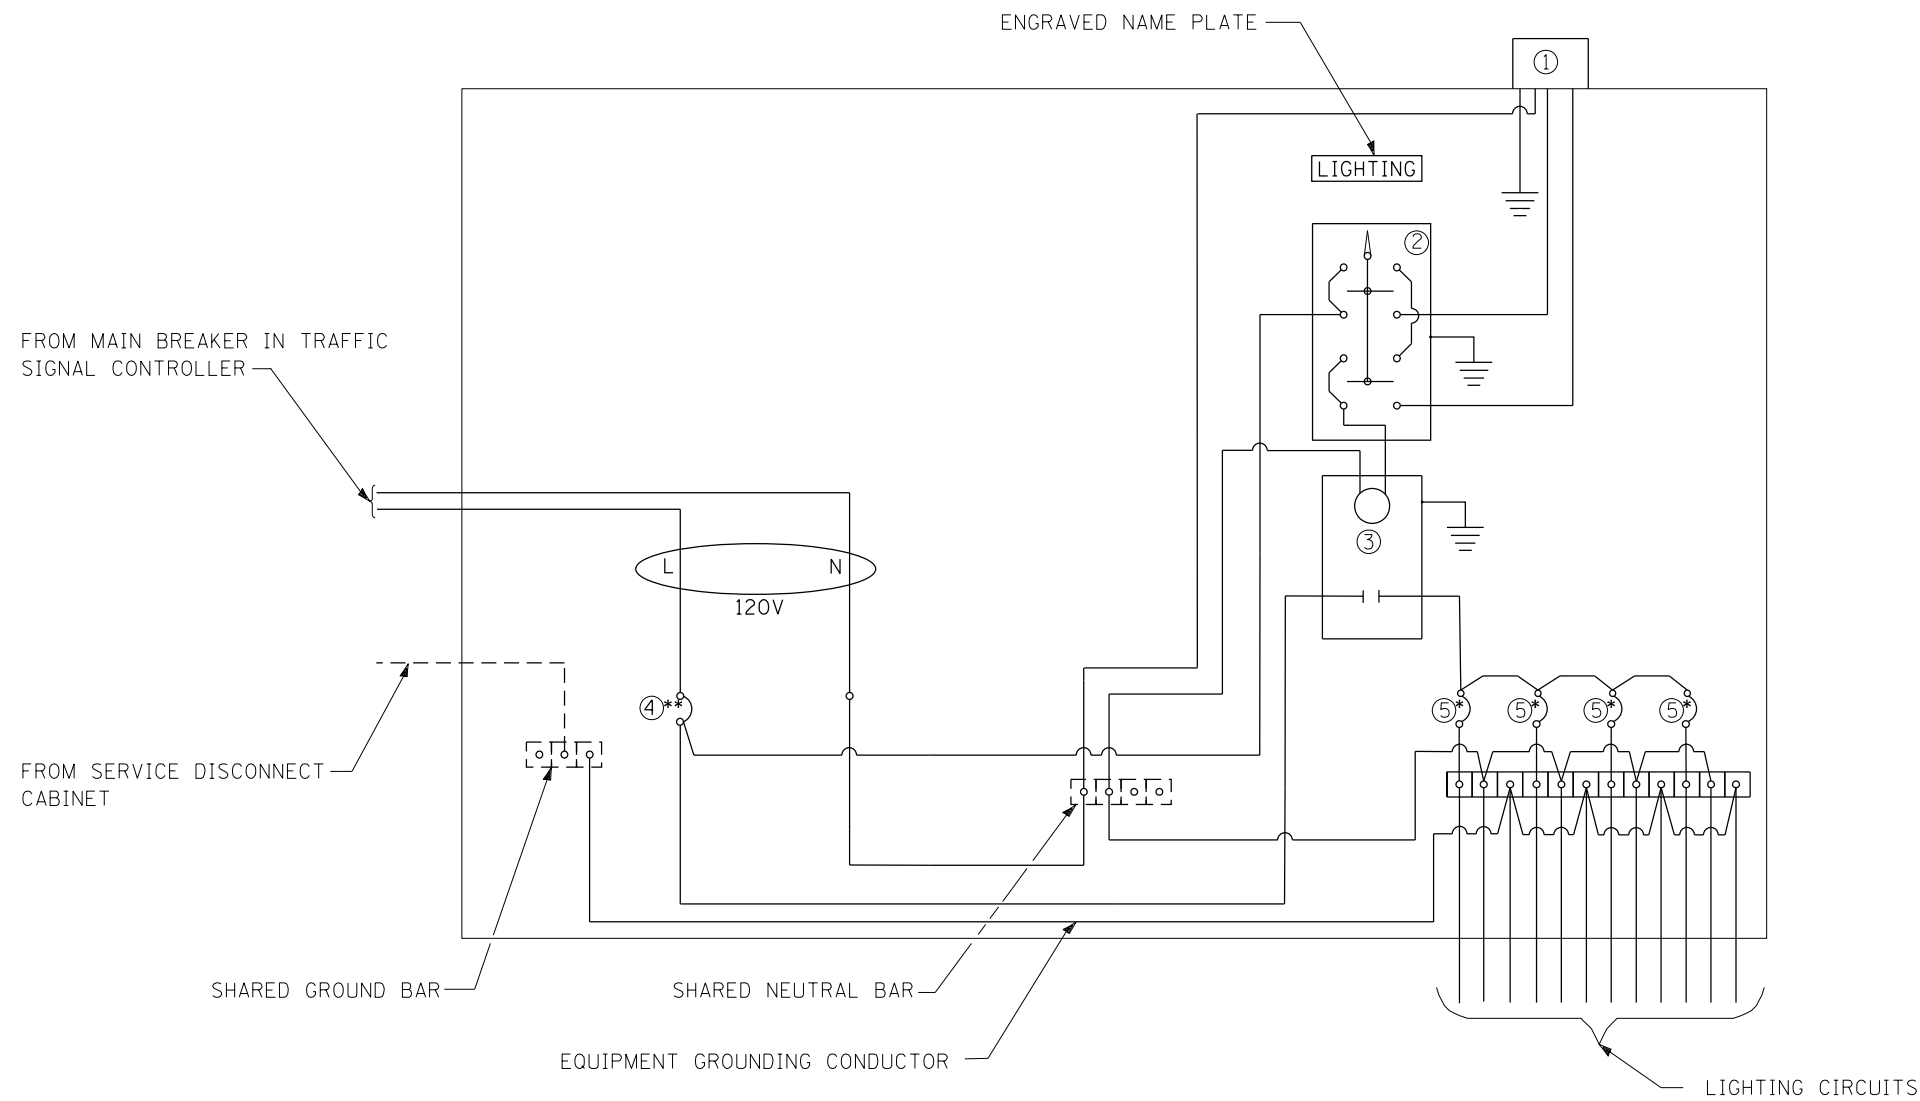 ENGRAVED NAME PLATE
①
LIGHTING
②
FROM MAIN BREAKER IN TRAFFIC
SIGNAL CONTROLLER
③
L
N
120V
④**
⑤*
⑤*
⑤*
⑤*
FROM SERVICE DISCONNECT
CABINET
SHARED GROUND BAR
SHARED NEUTRAL BAR
EQUIPMENT GROUNDING CONDUCTOR
LIGHTING CIRCUITS